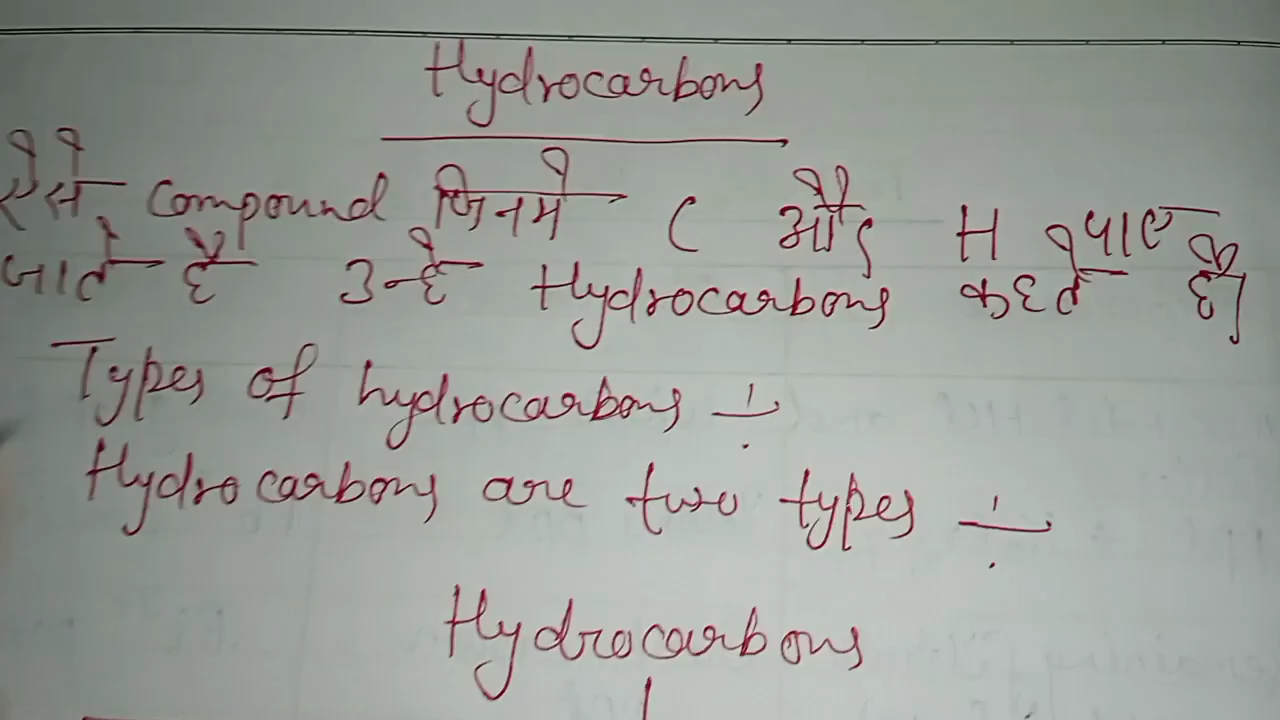 Hydrocarbons
ऐसे compound जिनमे C और H पाए
जाते है उन्हे Hydrocarbons कहते है
Types of hydrocarbons ÷
Hydrocarbons are two types ÷
Hydrocarbons